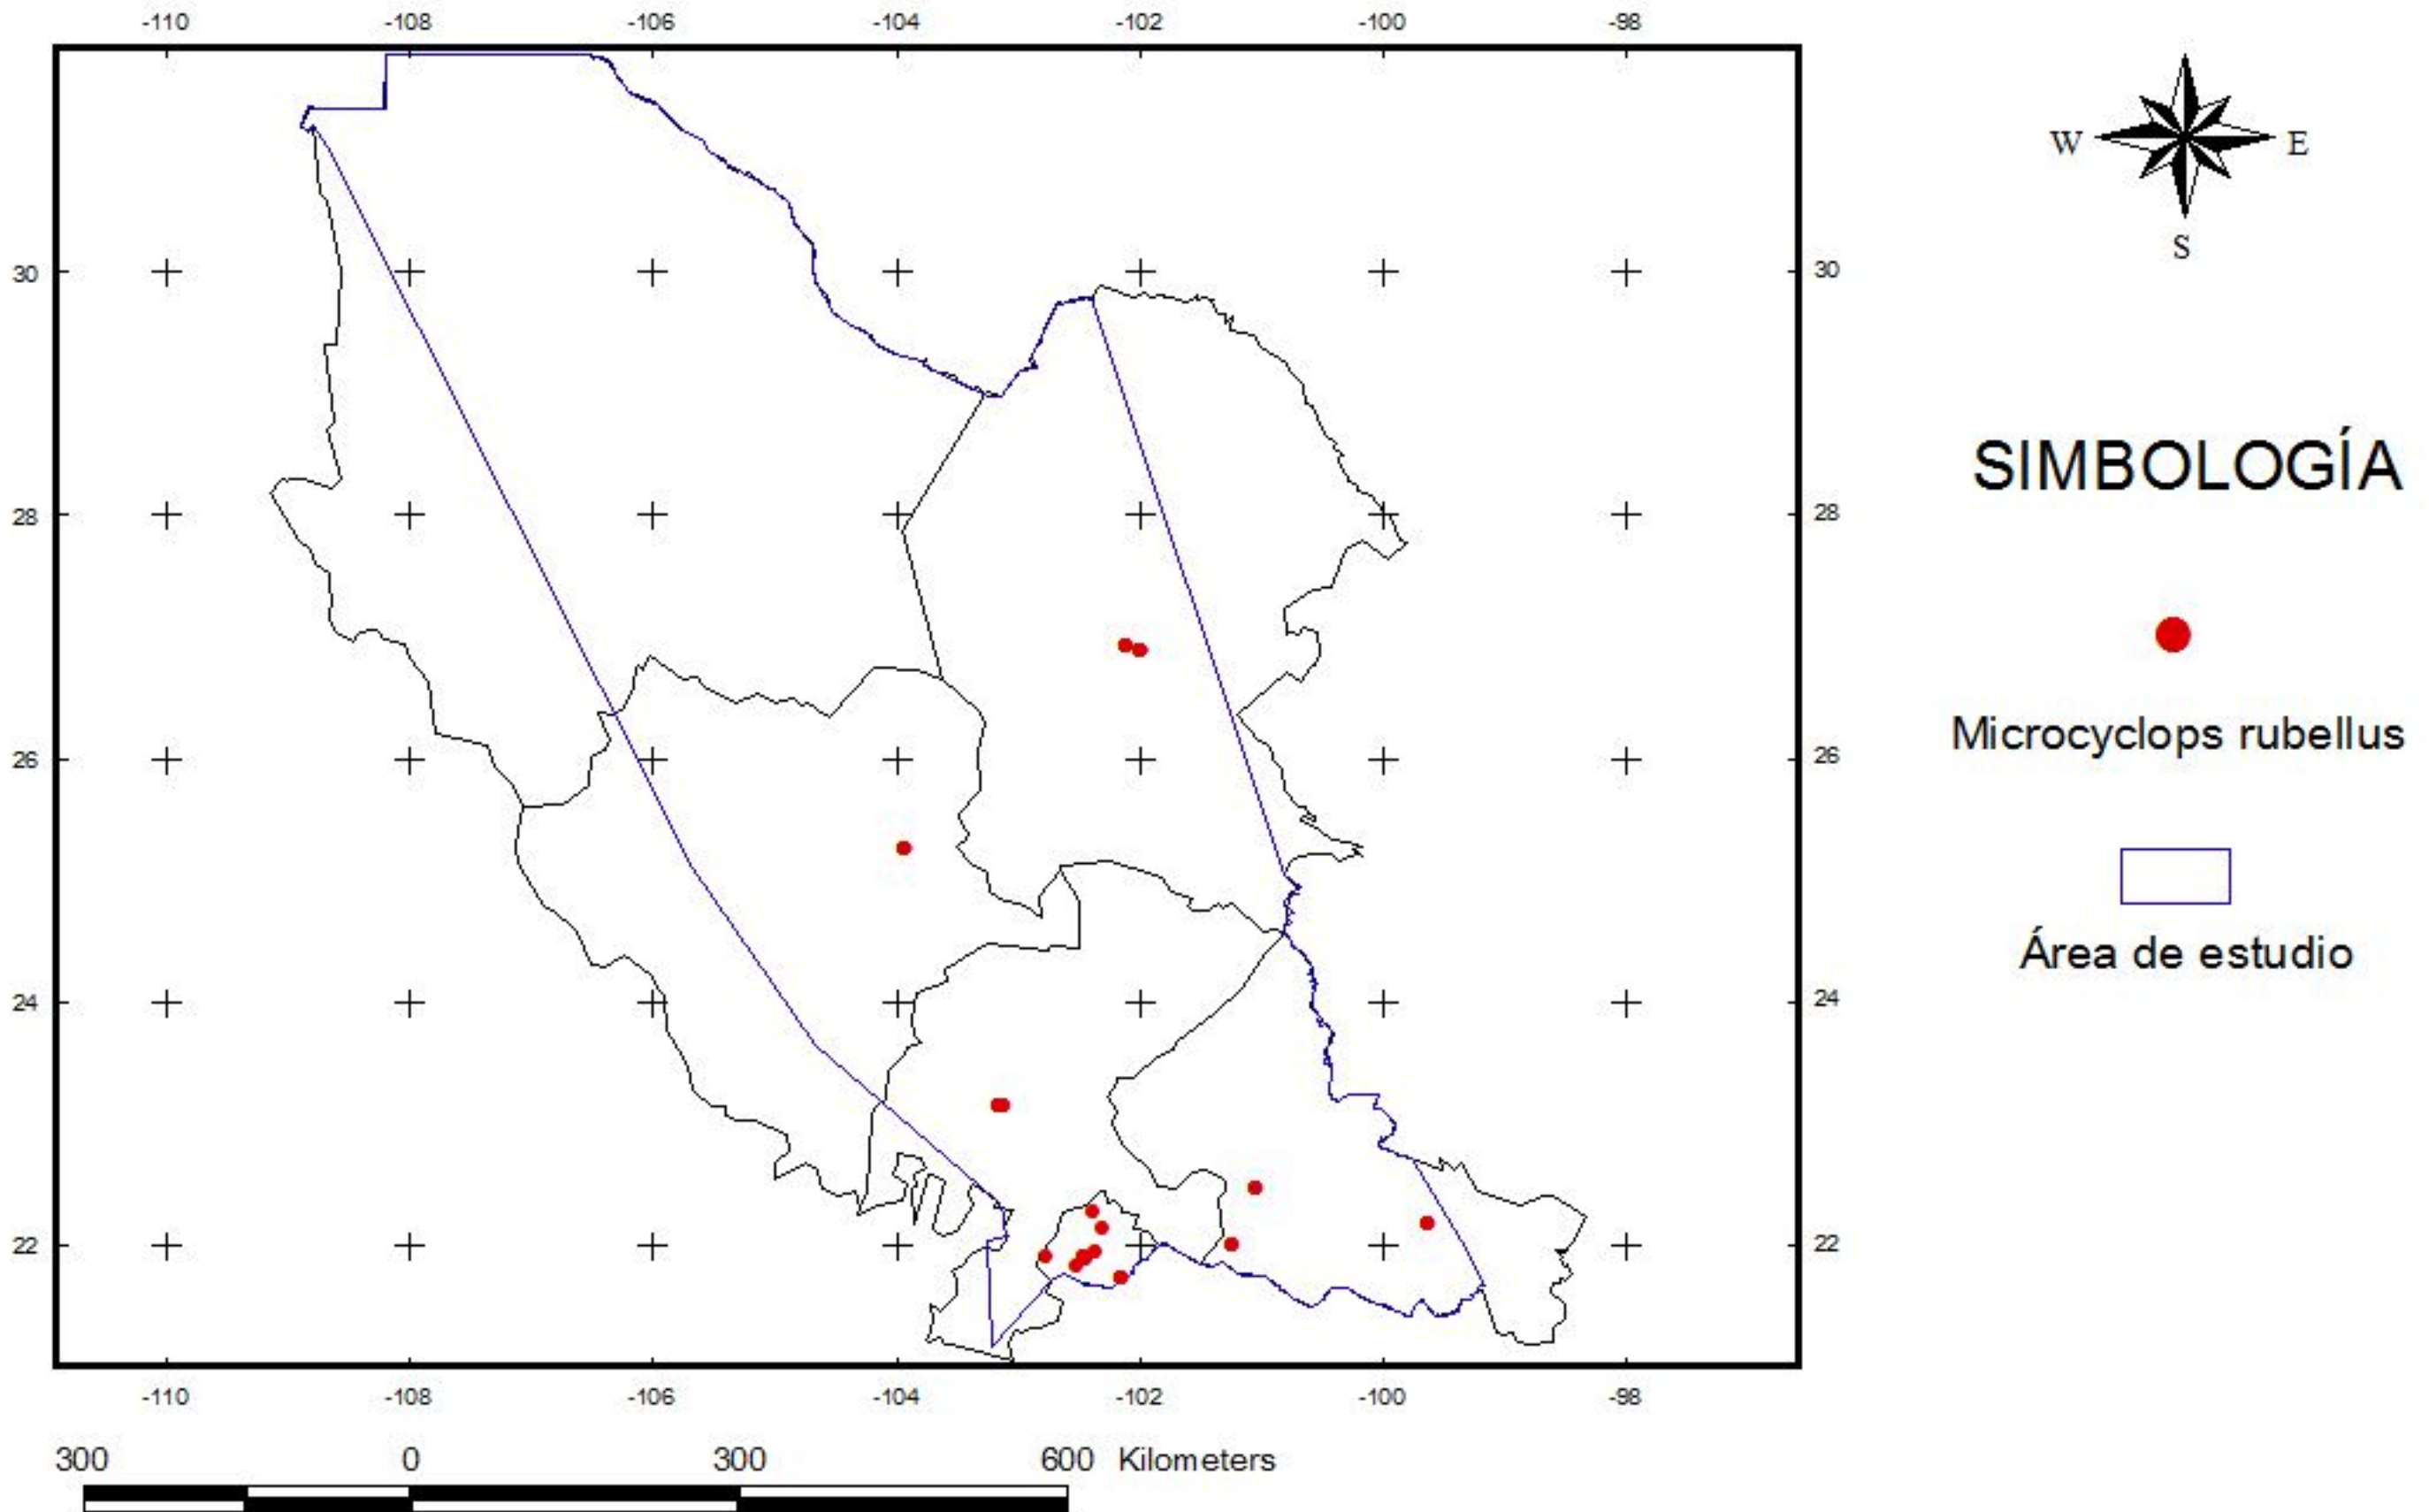 -110 -108 -106 -104 -102 -100 -98
W E
S
30 30
SIMBOLOGÍA
28 28
Microcyclops rubellus
26 26
Área de estudio
24 24
22 22
-110 -108 -106 -104 -102 -100 -98
300 0 300 600 Kilometers